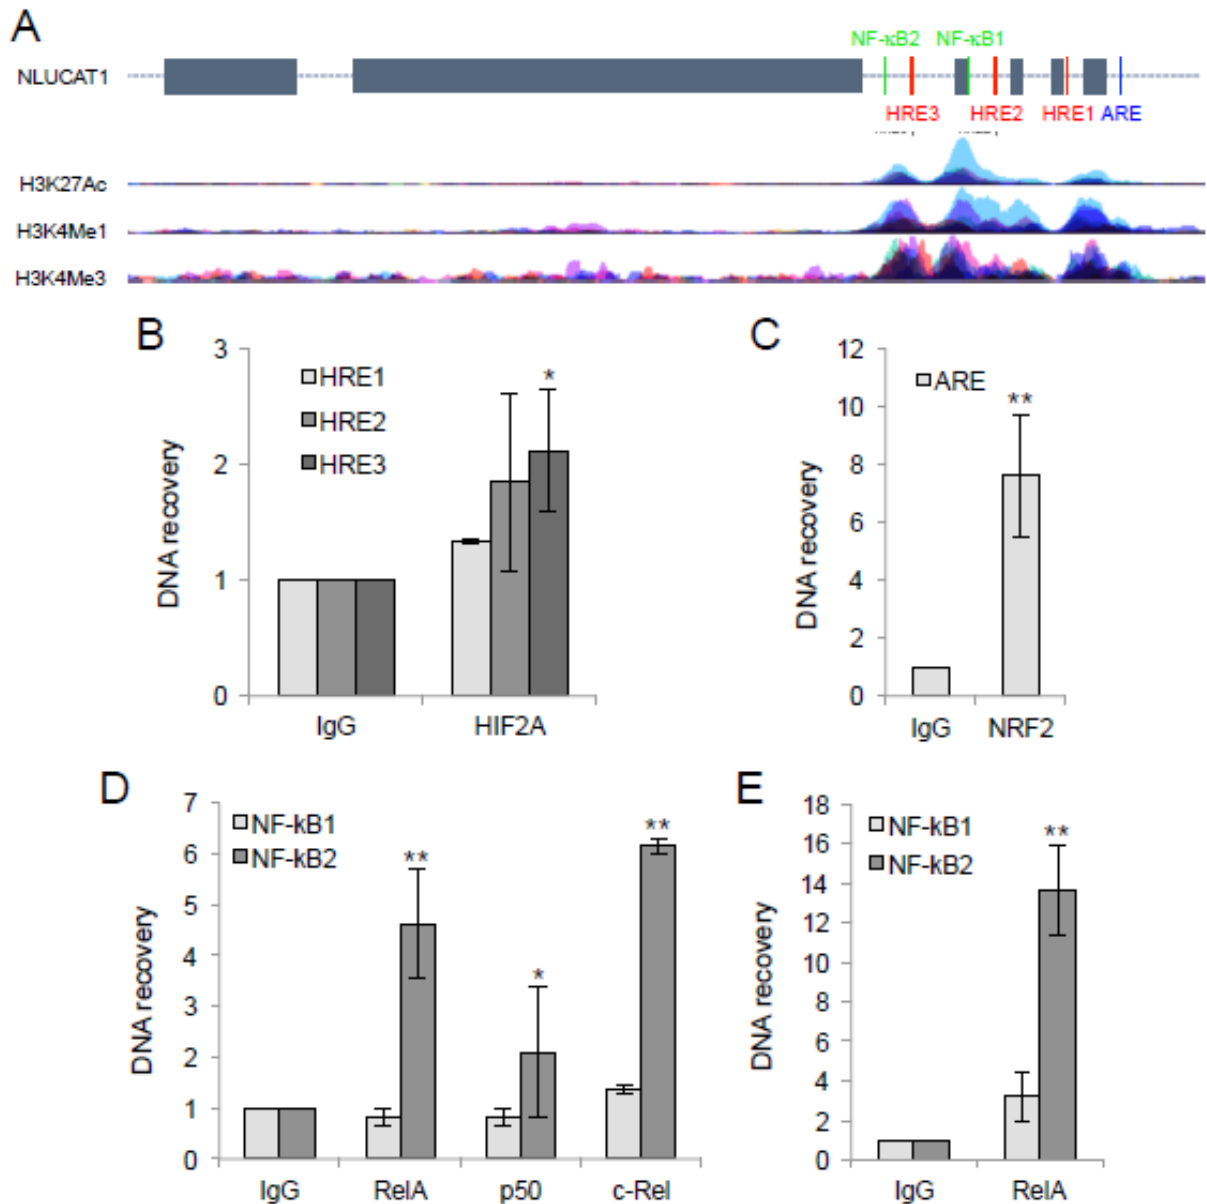 A
NF-κB2 NF-κB1
NLUCAT1
HRE3 HRE2 HRE1 ARE
H3K27Ac
H3K4Me1
H3K4Me3
B
3
2
1
0
DNA recovery
HRE1
HRE2
HRE3
*
IgG HIF2A
C
12
10
8
6
4
2
0
DNA recovery
ARE
**
IgG NRF2
D
7
6
5
4
3
2
1
0
DNA recovery
NF-kB1
NF-kB2
**
*
**
IgG RelA p50 c-Rel
E
18
16
14
12
10
8
6
4
2
0
DNA recovery
NF-kB1
NF-kB2
**
IgG RelA